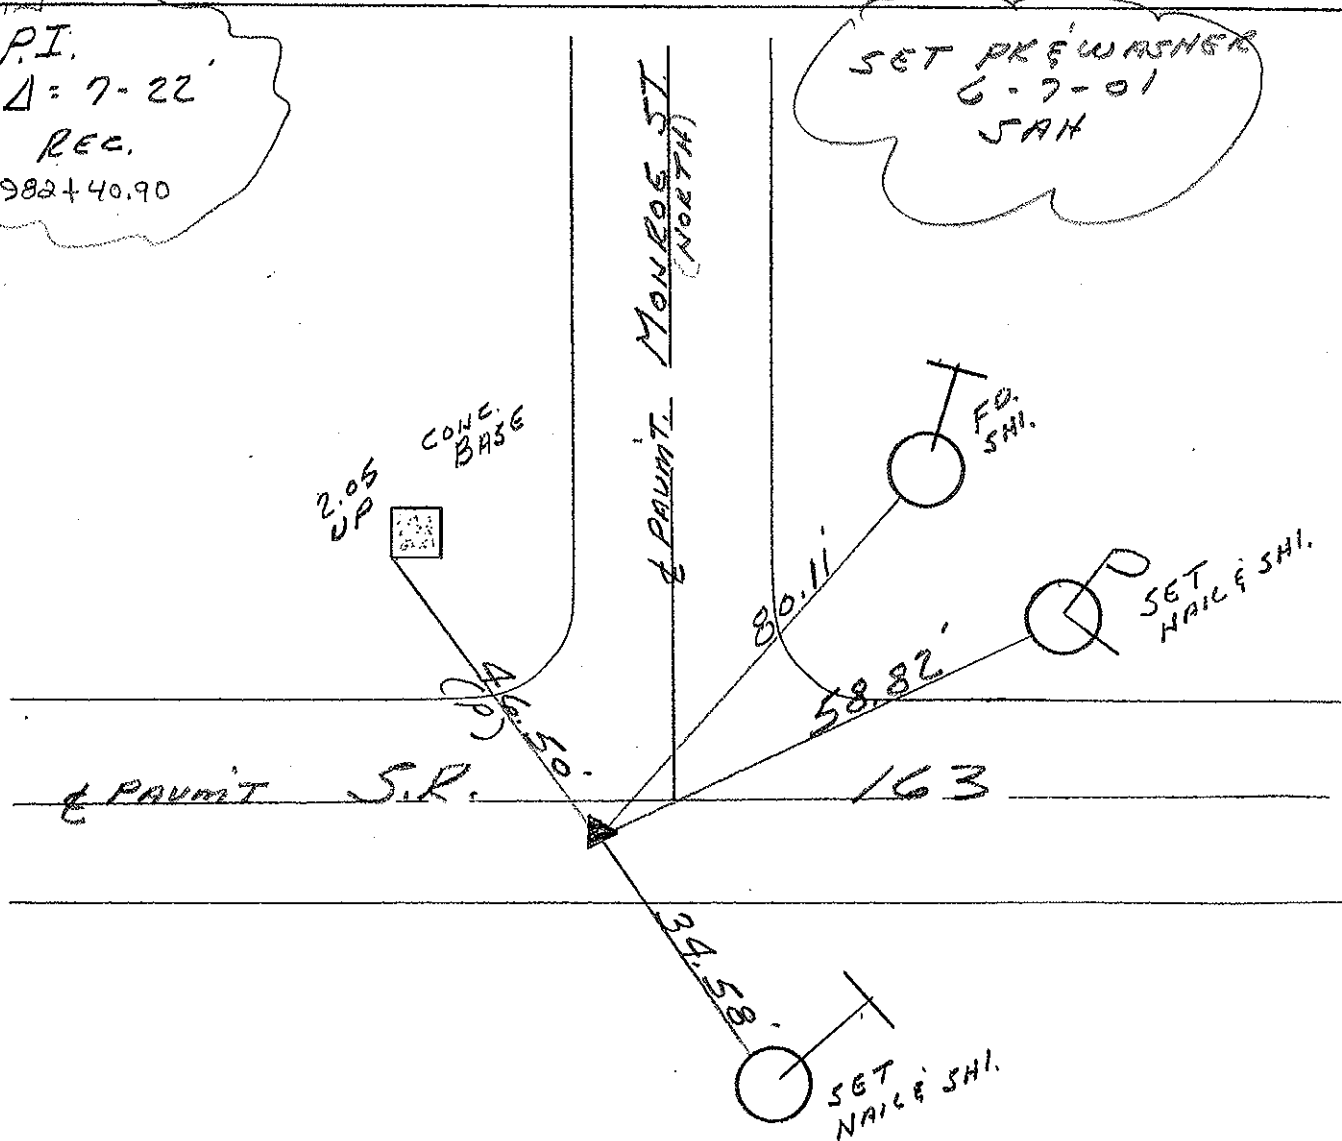 P.I.
Δ = 7-22'
REC.
982+40.90
SET PK & WASHER
6-7-01
SAH
℄ PAVM'T. MONROE ST.
(NORTH)
CONC.
BASE
2.05
UP
FD.
SHI.
SET
NAIL & SHI.
80.11'
58.82'
46.50'
℄ PAVM'T S.R. 163
34.58'
SET
NAIL & SHI.